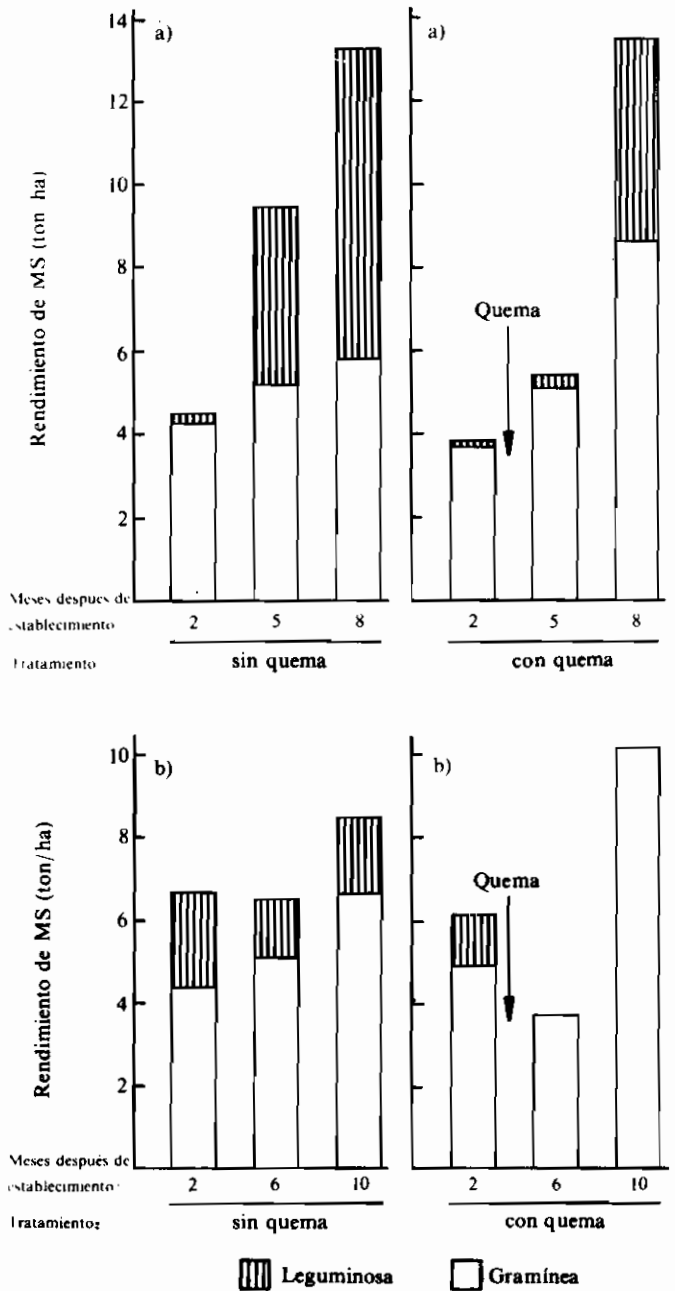 14
a)
a)
12
10
8
Quema
6
4
2
Rendimiento de MS (ton ha)
Meses después de
establecimiento
2 5 8
2 5 8
Tratamiento
sin quema
con quema
10
b)
b)
8
Quema
6
4
2
Rendimiento de MS (ton/ha)
Meses después de
establecimiento
2 6 10
2 6 10
Tratamientos
sin quema
con quema
Leguminosa
Gramínea